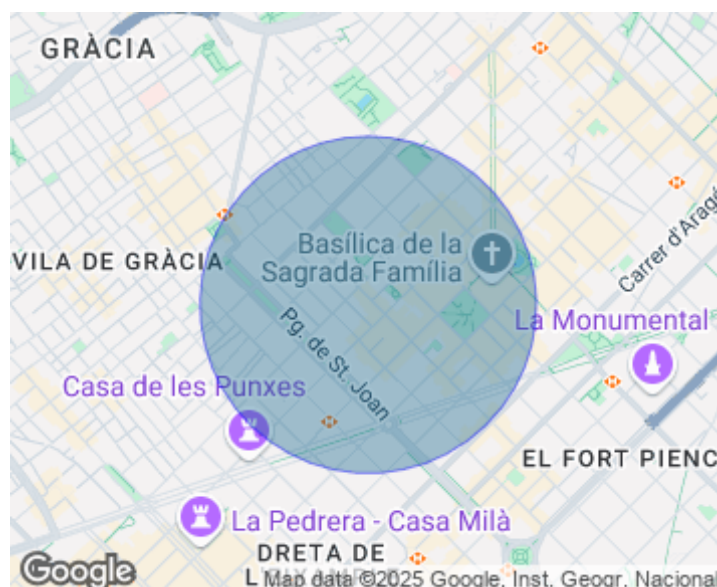 GRÀCIA
VILA DE GRÀCIA
Basílica de la
Sagrada Família
Carrer d'Aragó
La Monumental
Pg. de St. Joan
Casa de les Punxes
EL FORT PIENC
La Pedrera - Casa Milà
DRETA DE
Google
Map data ©2025 Google, Inst. Geogr. Nacional